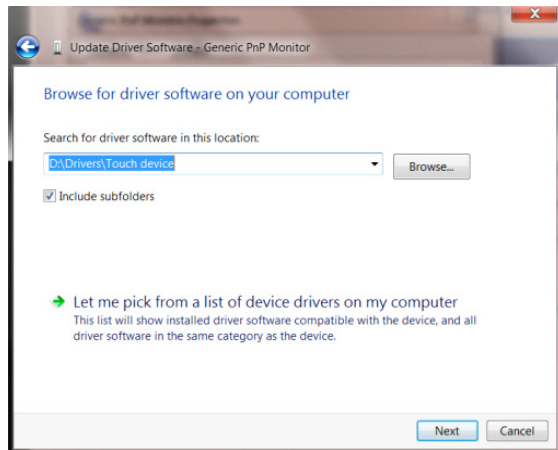 Update Driver Software - Generic PnP Monitor
Browse for driver software on your computer
Search for driver software in this location:
D:\Drivers\Touch device
Browse...
Include subfolders
Let me pick from a list of device drivers on my computer
This list will show installed driver software compatible with the device, and all
driver software in the same category as the device.
Next
Cancel